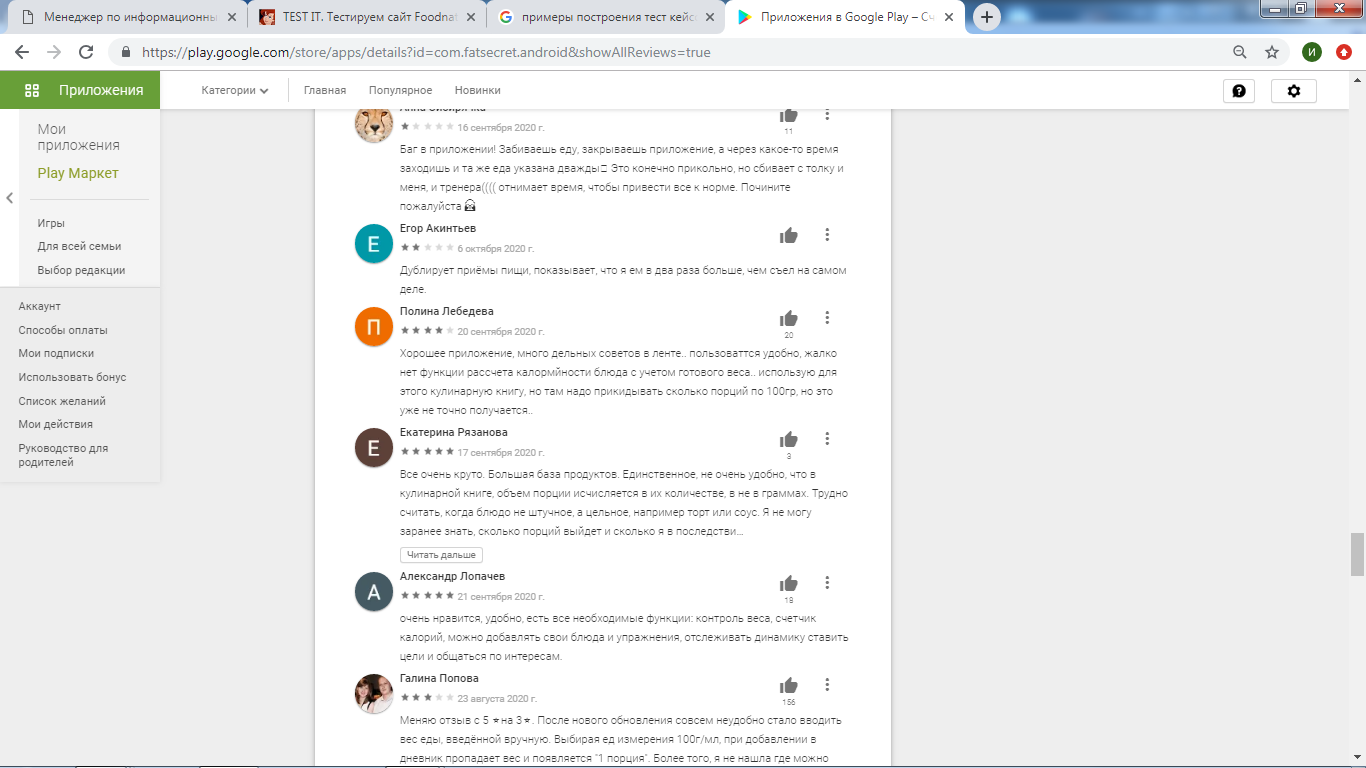 Менеджер по информационны
TEST IT. Тестируем сайт Foodnat
примеры построения тест кейсо
Приложения в Google Play – Сч
https://play.google.com/store/apps/details?id=com.fatsecret.android&showAllReviews=true
И
Приложения
Категории
Главная
Популярное
Новинки
Мои
приложения
Play Маркет
Игры
Для всей семьи
Выбор редакции
Аккаунт
Способы оплаты
Мои подписки
Использовать бонус
Список желаний
Мои действия
Руководство для
родителей
16 сентября 2020 г.
11
Баг в приложении! Забиваешь еду, закрываешь приложение, а через какое-то время
заходишь и та же еда указана дважды□ Это конечно прикольно, но сбивает с толку и
меня, и тренера(((( отнимает время, чтобы привести все к норме. Почините
пожалуйста
Е
Егор Акинтьев
6 октября 2020 г.
Дублирует приёмы пищи, показывает, что я ем в два раза больше, чем съел на самом
деле.
П
Полина Лебедева
20 сентября 2020 г.
20
Хорошее приложение, много дельных советов в ленте.. пользоваттся удобно, жалко
нет функции рассчета калормйности блюда с учетом готового веса.. использую для
этого кулинарную книгу, но там надо прикидывать сколько порций по 100гр, но это
уже не точно получается..
Е
Екатерина Рязанова
17 сентября 2020 г.
3
Все очень круто. Большая база продуктов. Единственное, не очень удобно, что в
кулинарной книге, объем порции исчисляется в их количестве, в не в граммах. Трудно
считать, когда блюдо не штучное, а цельное, например торт или соус. Я не могу
заранее знать, сколько порций выйдет и сколько я в последстви...
Читать дальше
А
Александр Лопачев
21 сентября 2020 г.
18
очень нравится, удобно, есть все необходимые функции: контроль веса, счетчик
калорий, можно добавлять свои блюда и упражнения, отслеживать динамику ставить
цели и общаться по интересам.
Галина Попова
23 августа 2020 г.
156
Меняю отзыв с 5 ★на 3★. После нового обновления совсем неудобно стало вводить
вес еды, введённой вручную. Выбирая ед измерения 100г/мл, при добавлении в
дневник пропадает вес и появляется "1 порция". Более того, я не нашла где можно